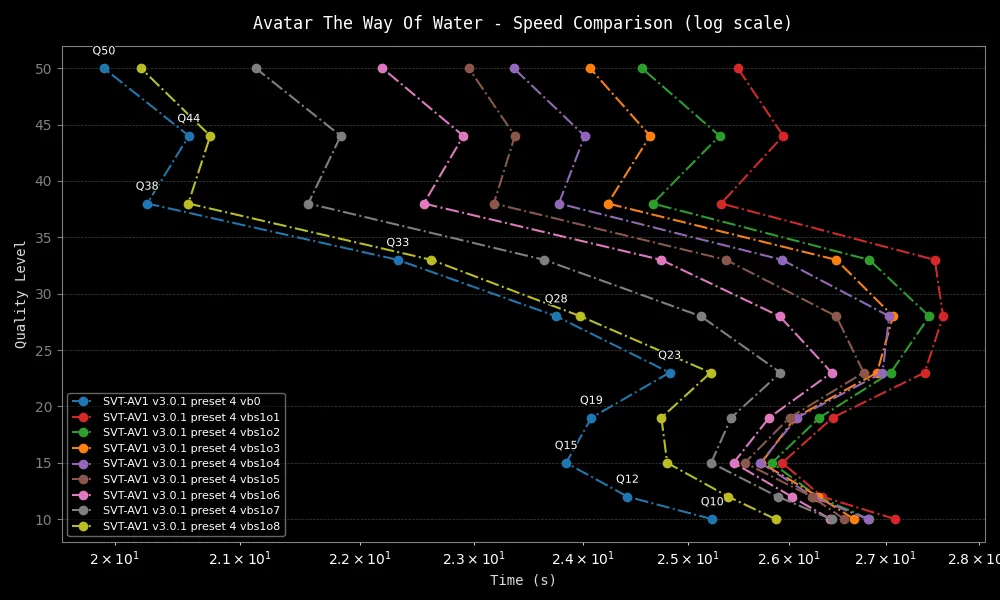 Avatar The Way Of Water - Speed Comparison (log scale)
Quality Level
50
45
40
35
30
25
20
15
10
Q50
Q44
Q38
Q33
Q28
Q23
Q19
Q15
Q12
Q10
SVT-AV1 v3.0.1 preset 4 vb0
SVT-AV1 v3.0.1 preset 4 vbs1o1
SVT-AV1 v3.0.1 preset 4 vbs1o2
SVT-AV1 v3.0.1 preset 4 vbs1o3
SVT-AV1 v3.0.1 preset 4 vbs1o4
SVT-AV1 v3.0.1 preset 4 vbs1o5
SVT-AV1 v3.0.1 preset 4 vbs1o6
SVT-AV1 v3.0.1 preset 4 vbs1o7
SVT-AV1 v3.0.1 preset 4 vbs1o8
2×10¹ 2.1×10¹ 2.2×10¹ 2.3×10¹ 2.4×10¹ 2.5×10¹ 2.6×10¹ 2.7×10¹ 2.8×10
Time (s)